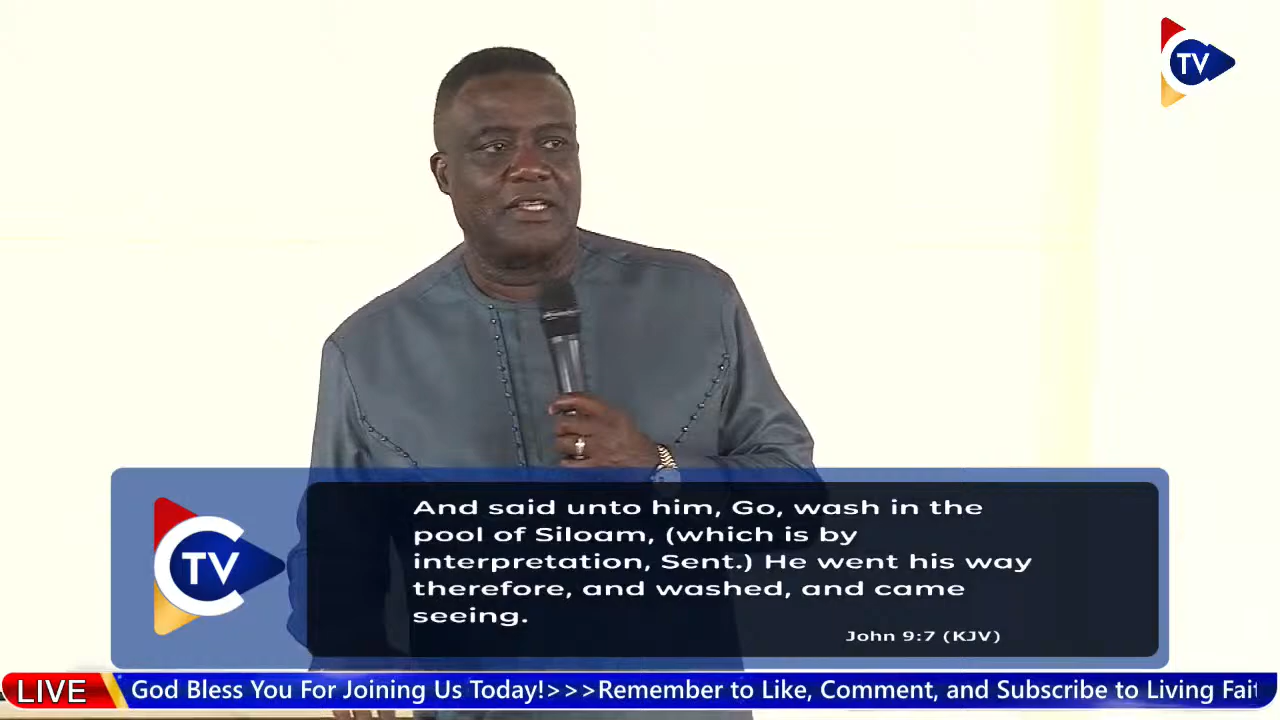 TV
And said unto him, Go, wash in the
pool of Siloam, (which is by
interpretation, Sent.) He went his way
therefore, and washed, and came
seeing.
John 9:7 (KJV)
CTV
LIVE
God Bless You For Joining Us Today!>>>Remember to Like, Comment, and Subscribe to Living Fait